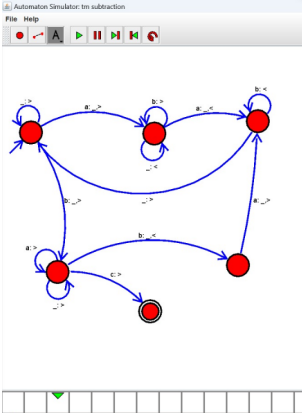 Automaton Simulator: tm subtraction
File Help
A
_: > a: _,> b: > a: _,< b: <
_: <
b: _,> _: > a: _,>
a: > b: _,<
c: >
_: >